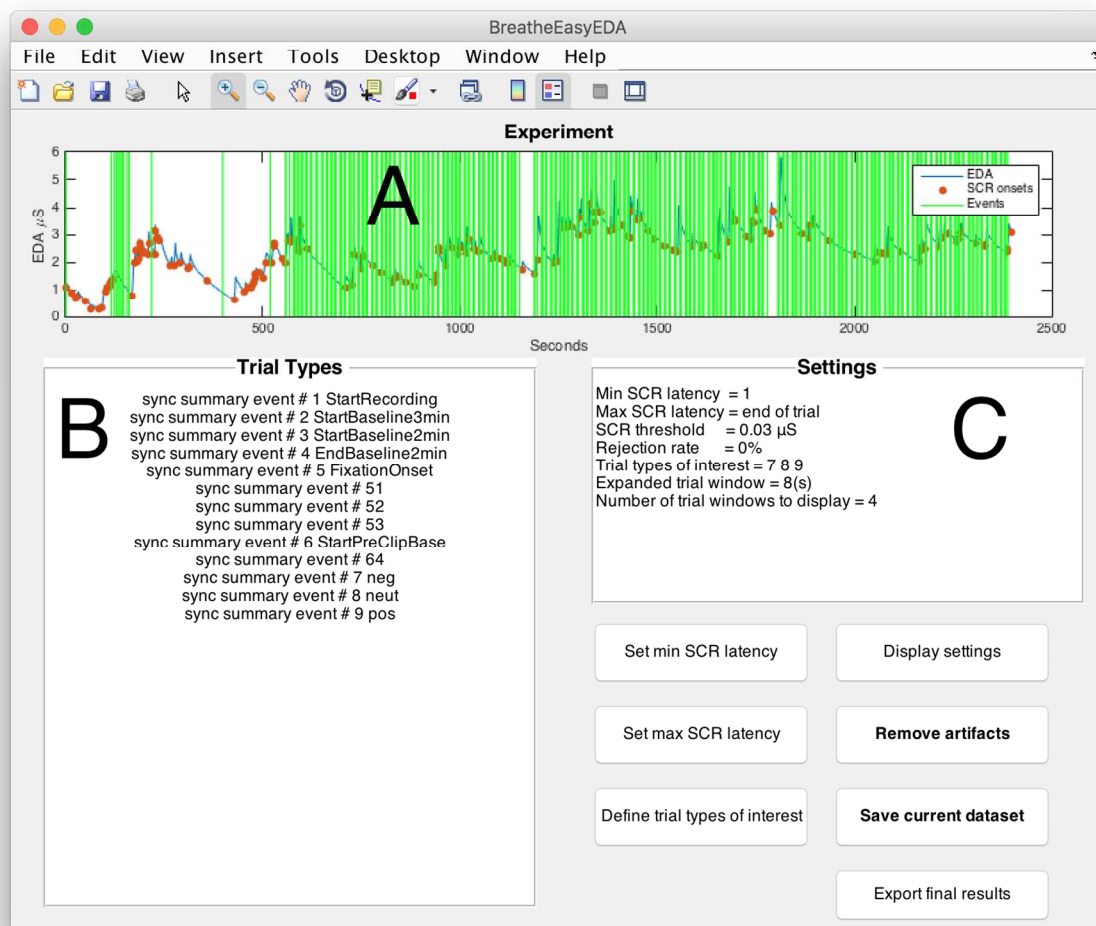 BreatheEasyEDA
File Edit View Insert Tools Desktop Window Help
Experiment
A
EDA
SCR onsets
Events
EDA µS
6
5
4
3
2
1
0
0 500 1000 1500 2000 2500
Seconds
Trial Types
B
sync summary event # 1 StartRecording
sync summary event # 2 StartBaseline3min
sync summary event # 3 StartBaseline2min
sync summary event # 4 EndBaseline2min
sync summary event # 5 FixationOnset
sync summary event # 51
sync summary event # 52
sync summary event # 53
sync summary event # 6 StartPreClipBase
sync summary event # 64
sync summary event # 7 neg
sync summary event # 8 neut
sync summary event # 9 pos
Settings
C
Min SCR latency = 1
Max SCR latency = end of trial
SCR threshold = 0.03 µS
Rejection rate = 0%
Trial types of interest = 7 8 9
Expanded trial window = 8(s)
Number of trial windows to display = 4
Set min SCR latency
Display settings
Set max SCR latency
Remove artifacts
Define trial types of interest
Save current dataset
Export final results